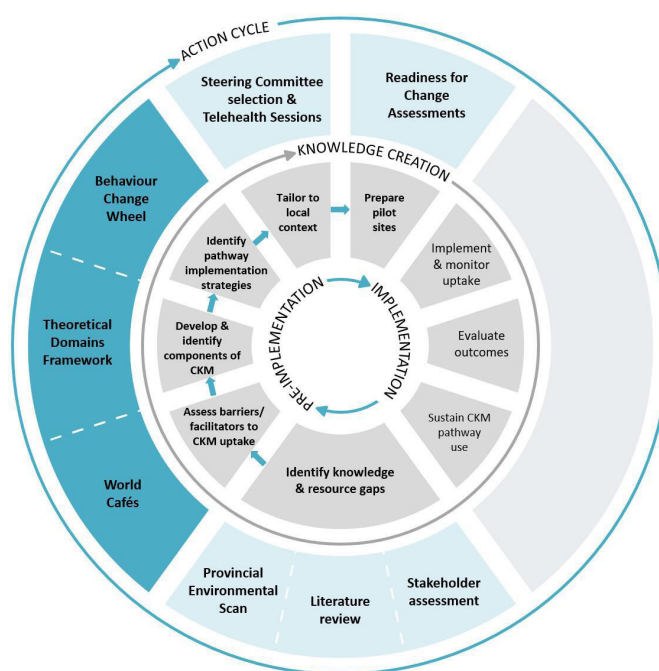 ACTION CYCLE
Steering Committee
selection &
Telehealth Sessions
Readiness for
Change
Assessments
Behaviour
Change
Wheel
Theoretical
Domains
Framework
World
Cafés
Provincial
Environmental
Scan
Literature
review
Stakeholder
assessment
KNOWLEDGE CREATION
Tailor to
local
context
Prepare
pilot
sites
Identify
pathway
implementation
strategies
Implement
& monitor
uptake
Develop &
identify
components of
CKM
Evaluate
outcomes
Assess barriers/
facilitators to
CKM uptake
Sustain CKM
pathway
use
Identify knowledge
& resource gaps
PRE-IMPLEMENTATION
IMPLEMENTATION